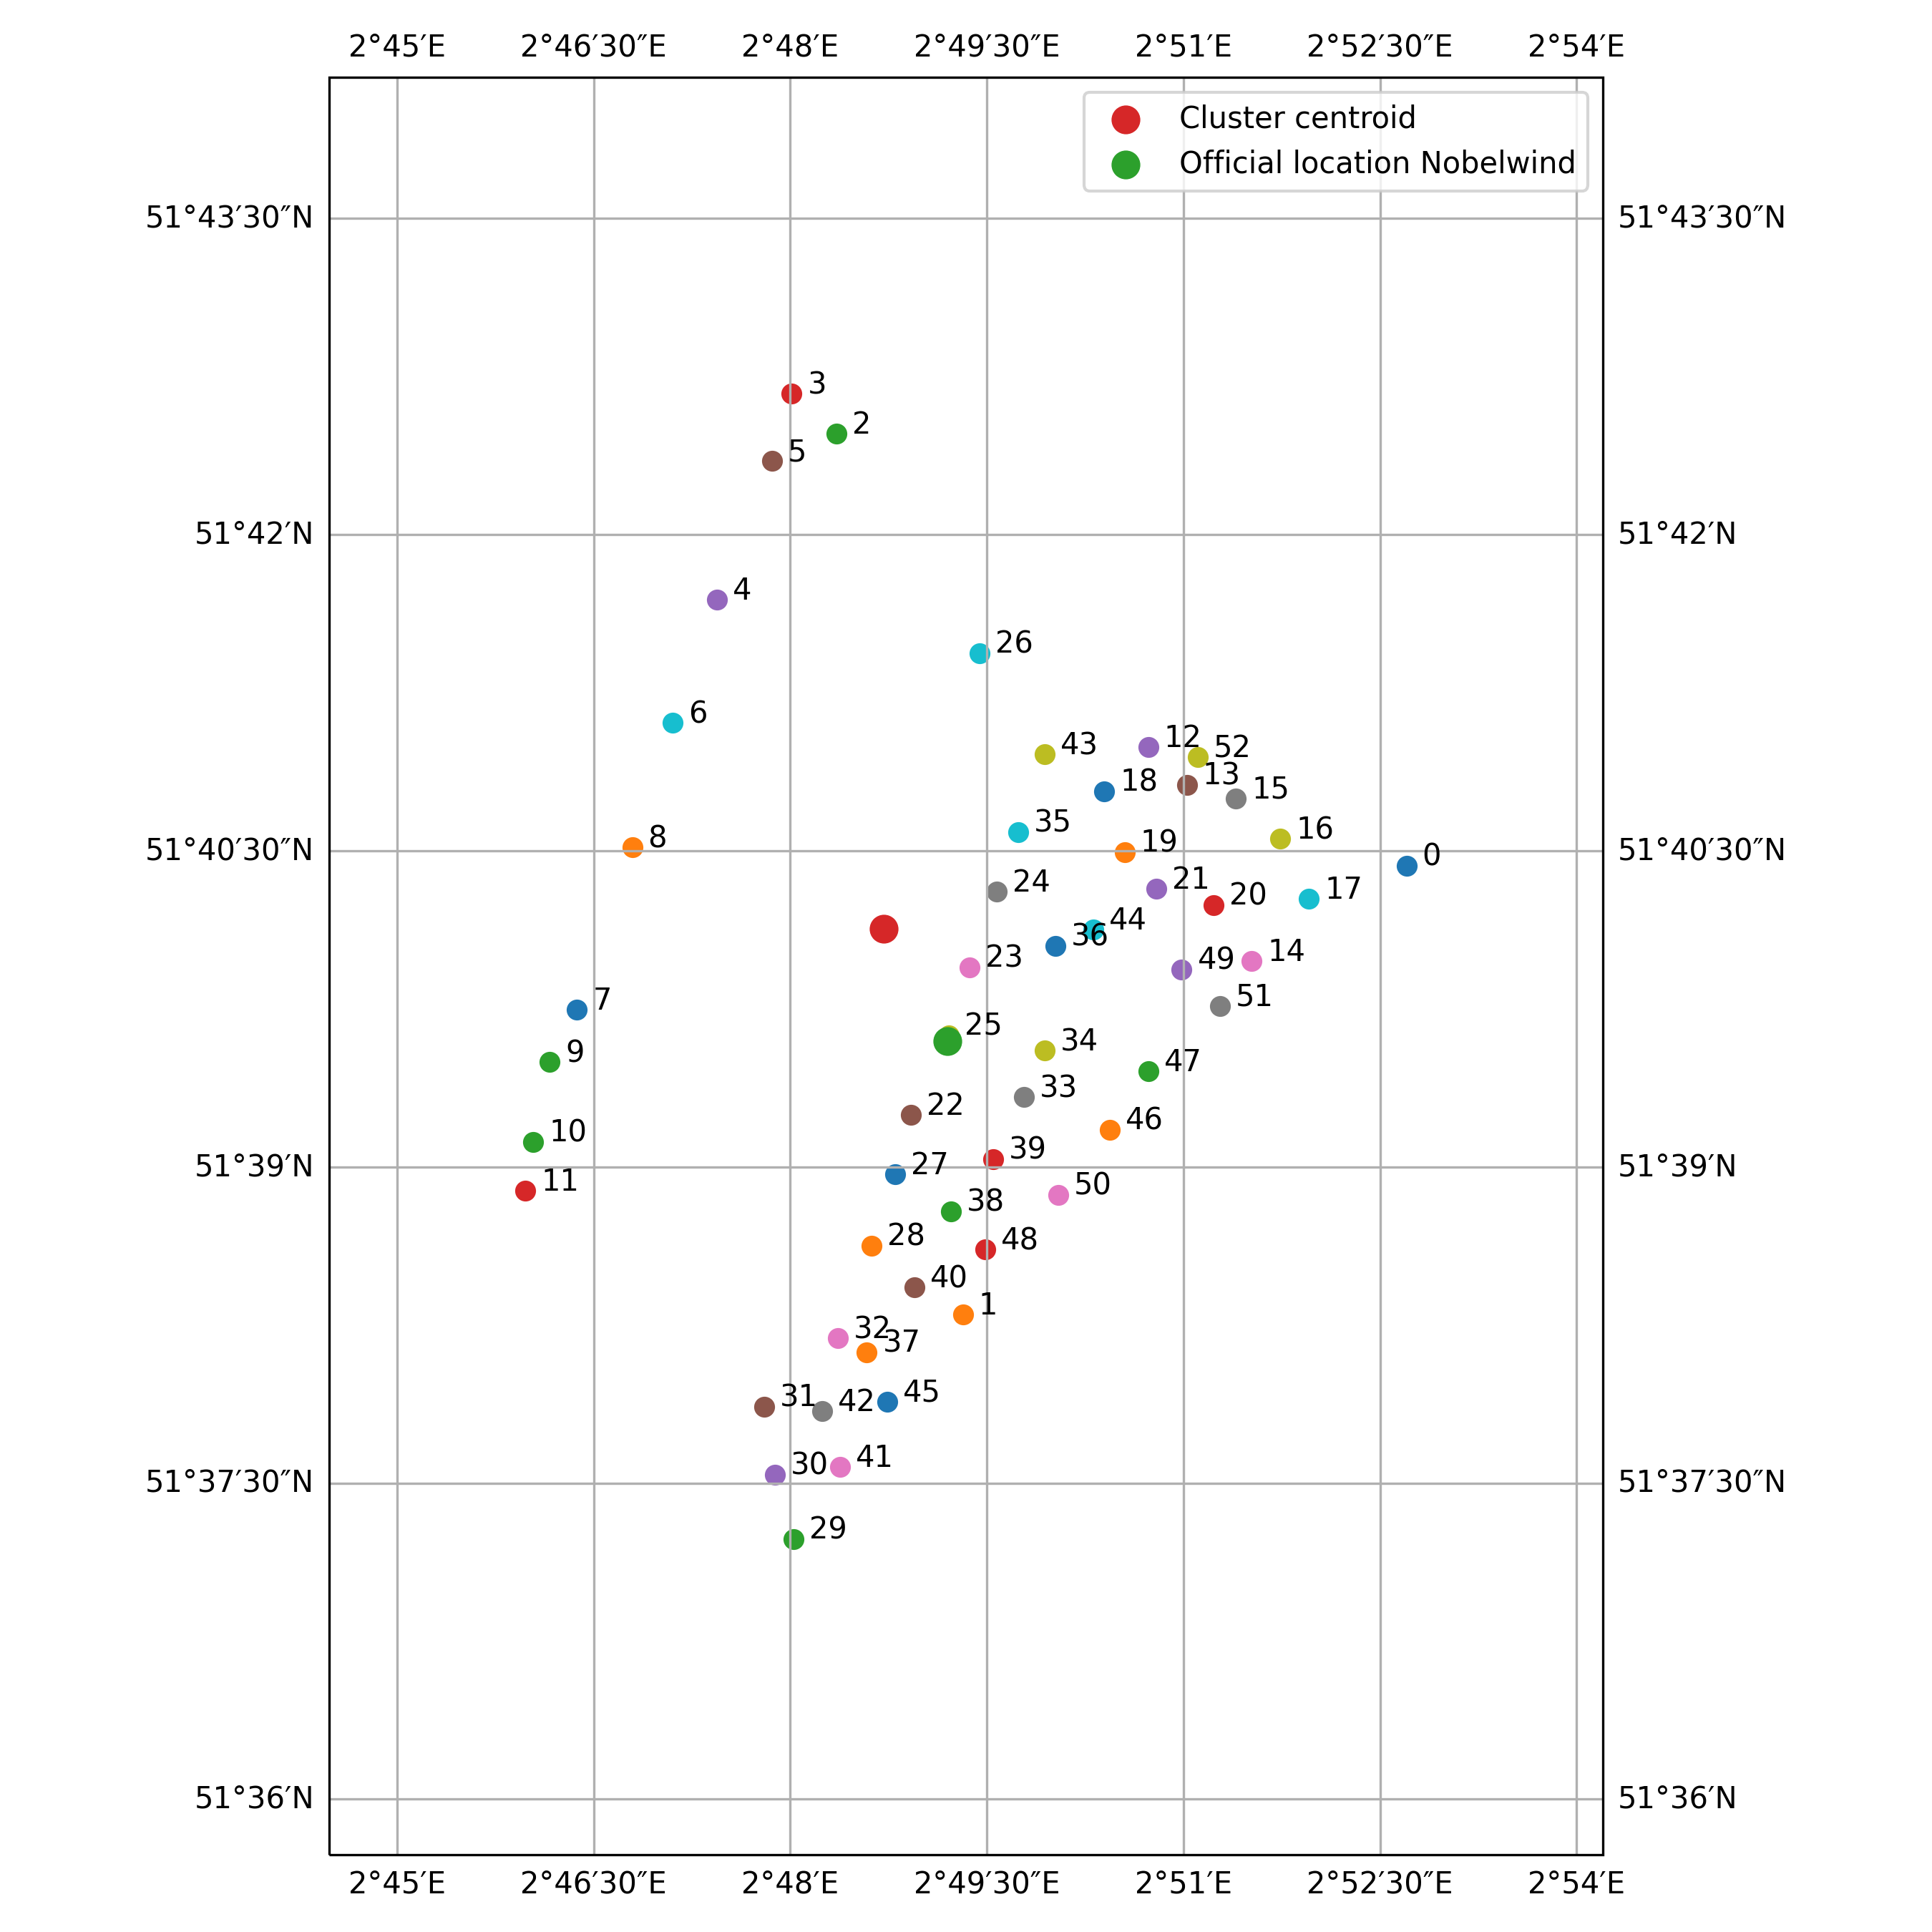 2°45′E 2°46′30″E 2°48′E 2°49′30″E 2°51′E 2°52′30″E 2°54′E
Cluster centroid
Official location Nobelwind
51°43′30″N 51°43′30″N
3
2
5
51°42′N 51°42′N
4
26
6
43 12 52
18 13 15
35 16
51°40′30″N 8 19 0 51°40′30″N
24 21 20 17
36 44
23 49 14
7 51
25
9 34 47
33
22 46
10 39
51°39′N 27 51°39′N
11 50
38
28 48
40
1
32 37
31 42 45
30 41
51°37′30″N 51°37′30″N
29
51°36′N 51°36′N
2°45′E 2°46′30″E 2°48′E 2°49′30″E 2°51′E 2°52′30″E 2°54′E